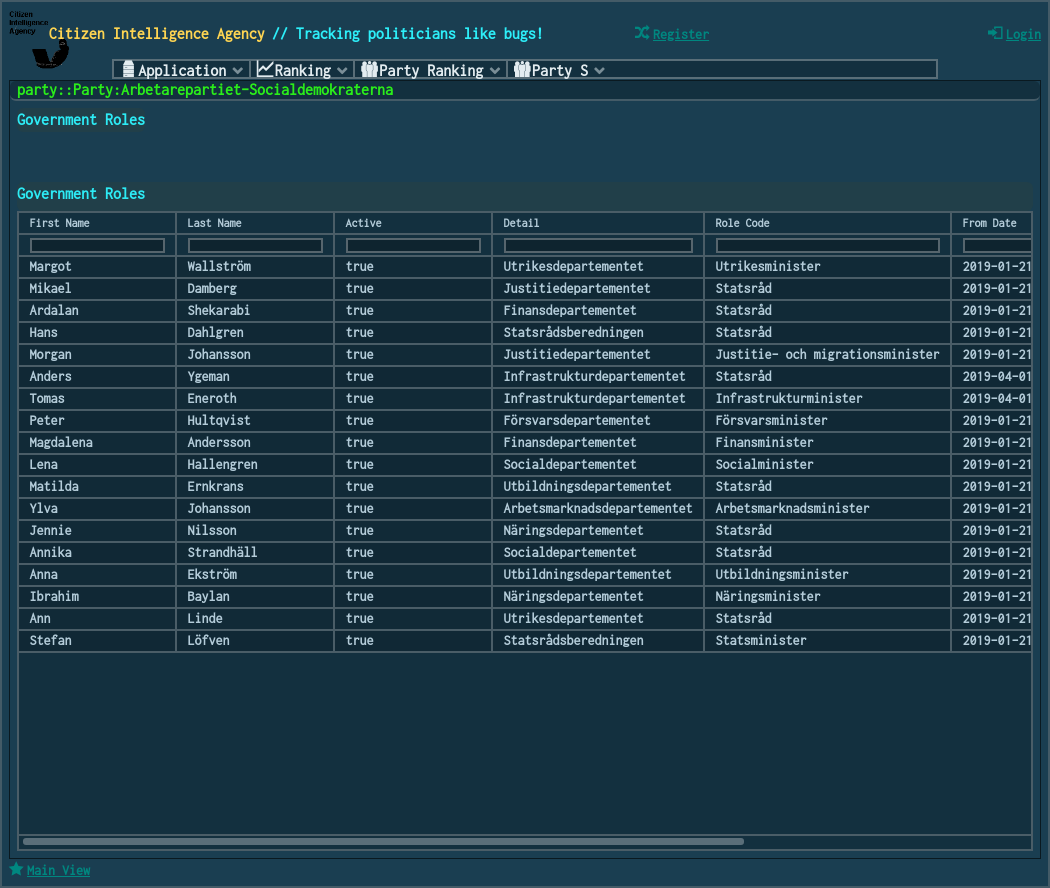 Citizen
Intelligence
Agency
Citizen Intelligence Agency // Tracking politicians like bugs!
Register
Login
Application Ranking Party Ranking Party S
party::Party:Arbetarepartiet-Socialdemokraterna
Government Roles
Government Roles
First Name Last Name Active Detail Role Code From Date
Margot Wallström true Utrikesdepartementet Utrikesminister 2019-01-21
Mikael Damberg true Justitiedepartementet Statsråd 2019-01-21
Ardalan Shekarabi true Finansdepartementet Statsråd 2019-01-21
Hans Dahlgren true Statsrådsberedningen Statsråd 2019-01-21
Morgan Johansson true Justitiedepartementet Justitie- och migrationsminister 2019-01-21
Anders Ygeman true Infrastrukturdepartementet Statsråd 2019-04-01
Tomas Eneroth true Infrastrukturdepartementet Infrastrukturminister 2019-04-01
Peter Hultqvist true Försvarsdepartementet Försvarsminister 2019-01-21
Magdalena Andersson true Finansdepartementet Finansminister 2019-01-21
Lena Hallengren true Socialdepartementet Socialminister 2019-01-21
Matilda Ernkrans true Utbildningsdepartementet Statsråd 2019-01-21
Ylva Johansson true Arbetsmarknadsdepartementet Arbetsmarknadsminister 2019-01-21
Jennie Nilsson true Näringsdepartementet Statsråd 2019-01-21
Annika Strandhäll true Socialdepartementet Statsråd 2019-01-21
Anna Ekström true Utbildningsdepartementet Utbildningsminister 2019-01-21
Ibrahim Baylan true Näringsdepartementet Näringsminister 2019-01-21
Ann Linde true Utrikesdepartementet Statsråd 2019-01-21
Stefan Löfven true Statsrådsberedningen Statsminister 2019-01-21
Main View